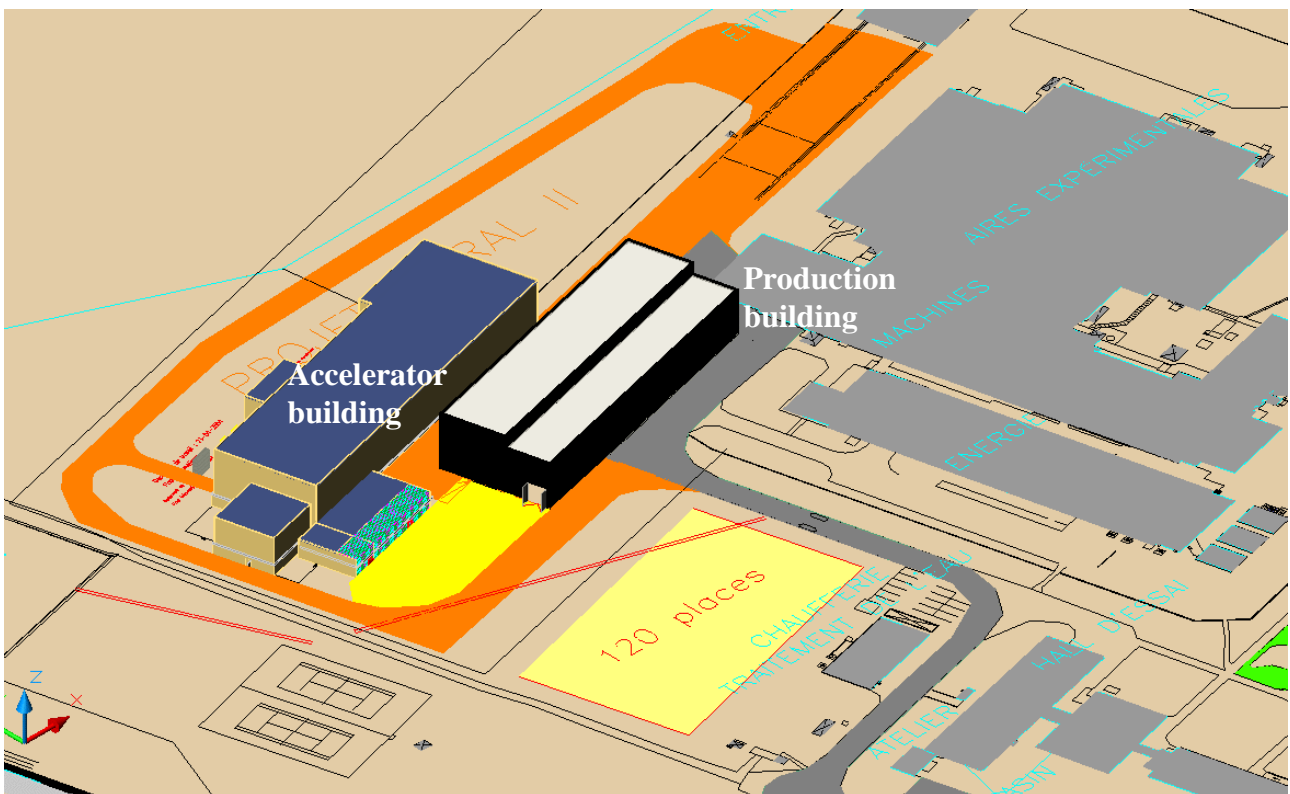 ENTR
AIRES EXPERIMENTALES
PROJET
RAL II
Production
building
MACHINES
Accelerator
building
ENERGIE
120 places
CHAUFFERIE
TRAITEMENT DE L'EAU
HALL D'ESSAI
ATELIER
ASIN
Z
X